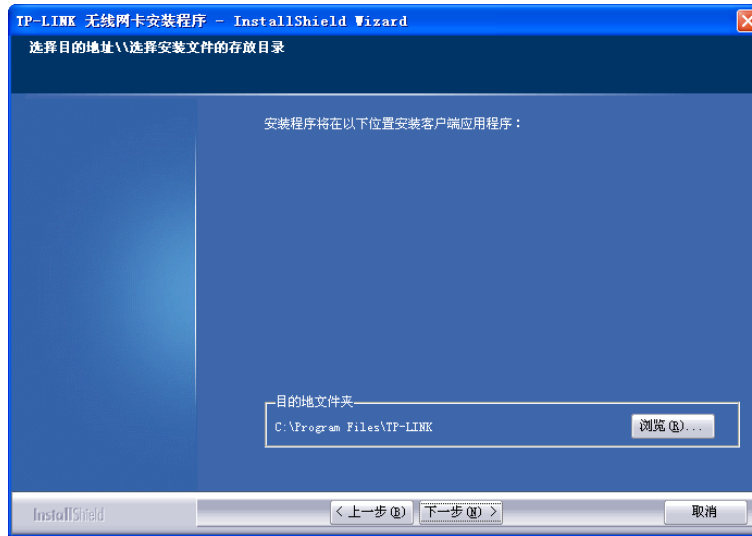 TP-LINK 无线网卡安装程序 - InstallShield Wizard
选择目的地址\\选择安装文件的存放目录
安装程序将在以下位置安装客户端应用程序：
目的地文件夹
C:\Program Files\TP-LINK
浏览(R)...
InstallShield
< 上一步(B)
下一步(N) >
取消